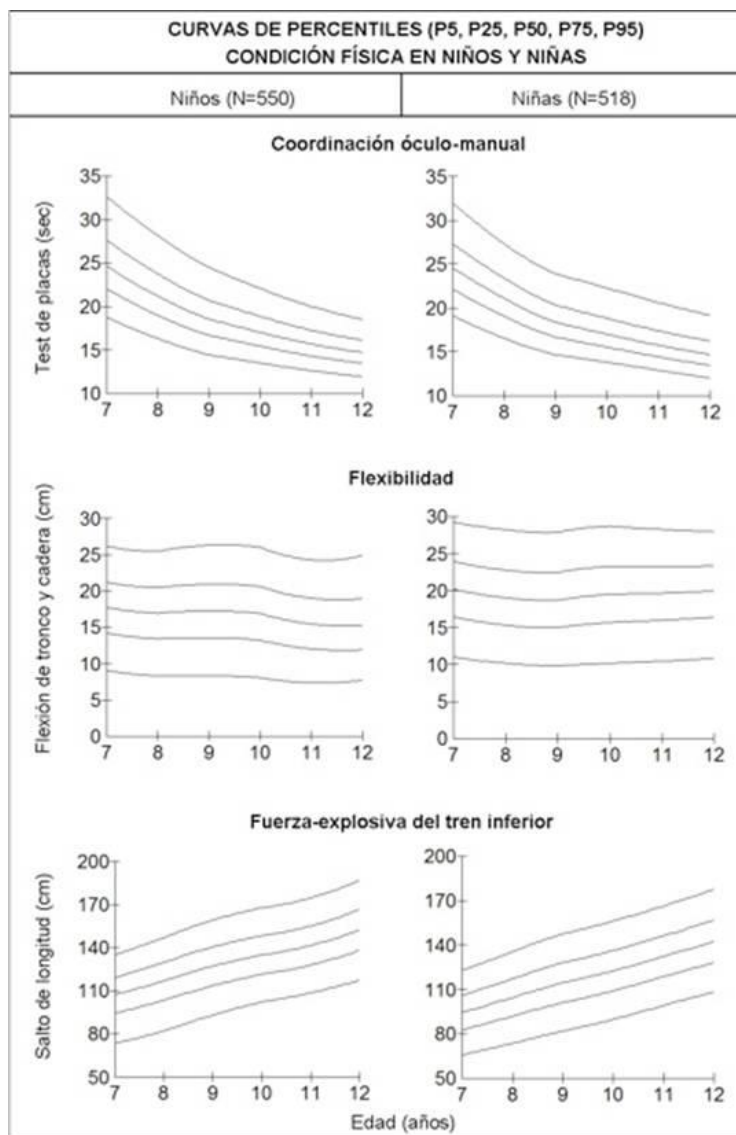 CURVAS DE PERCENTILES (P5, P25, P50, P75, P95)
CONDICIÓN FÍSICA EN NIÑOS Y NIÑAS
Niños (N=550)
Niñas (N=518)
Coordinación óculo-manual
Test de placas (sec)
35
30
25
20
15
10
7 8 9 10 11 12
35
30
25
20
15
10
7 8 9 10 11 12
Flexibilidad
Flexión de tronco y cadera (cm)
30
25
20
15
10
5
0
7 8 9 10 11 12
30
25
20
15
10
5
0
7 8 9 10 11 12
Fuerza-explosiva del tren inferior
Salto de longitud (cm)
200
170
140
110
80
50
7 8 9 10 11 12
200
170
140
110
80
50
7 8 9 10 11 12
Edad (años)